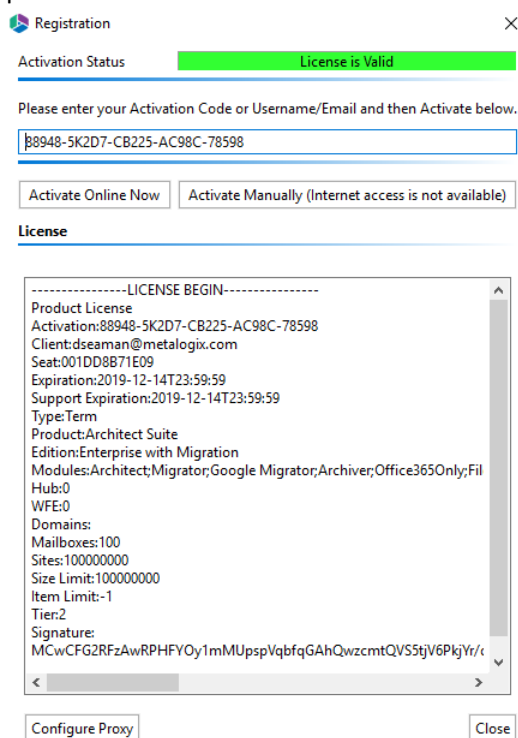 Registration
Activation Status License is Valid
Please enter your Activation Code or Username/Email and then Activate below.
88948-5K2D7-CB225-AC98C-78598
Activate Online Now Activate Manually (Internet access is not available)
License
----------------LICENSE BEGIN----------------
Product License
Activation:88948-5K2D7-CB225-AC98C-78598
Client:dseaman@metalogix.com
Seat:001DD8B71E09
Expiration:2019-12-14T23:59:59
Support Expiration:2019-12-14T23:59:59
Type:Term
Product:Architect Suite
Edition:Enterprise with Migration
Modules:Architect;Migrator;Google Migrator;Archiver;Office365Only;Fil
Hub:0
WFE:0
Domains:
Mailboxes:100
Sites:100000000
Size Limit:100000000
Item Limit:-1
Tier:2
Signature:
MCwCFG2RFzAwRPHFYOy1mMUpspVqbfqGAhQwzcmtQVS5tjV6PkjYr/
Configure Proxy Close